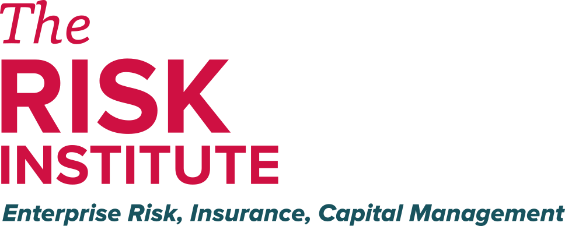 The
RISK
INSTITUTE
Enterprise Risk, Insurance, Capital Management